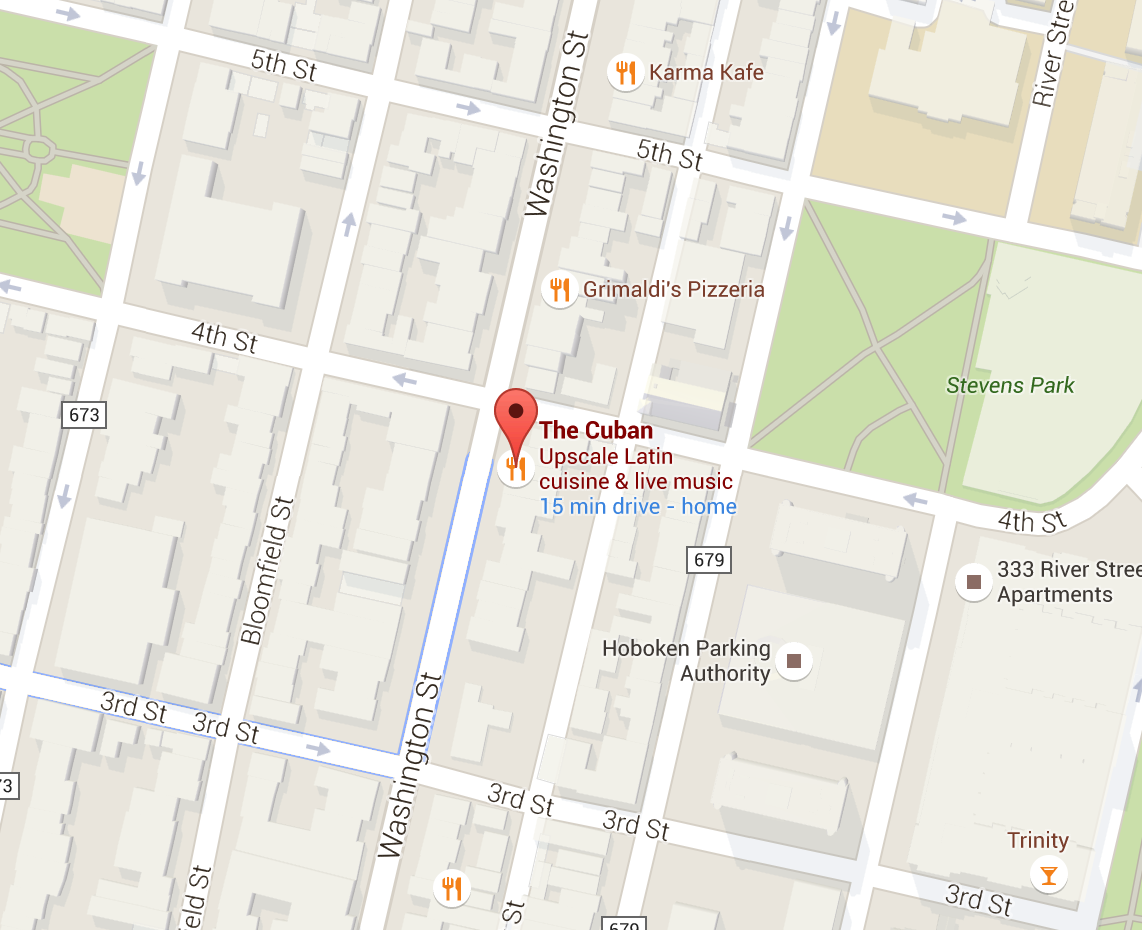 5th St
Washington St
Karma Kafe
River Stre
5th St
Grimaldi's Pizzeria
4th St
Stevens Park
673
The Cuban
Upscale Latin
cuisine & live music
15 min drive - home
4th St
Bloomfield St
679
333 River Stree
Apartments
Hoboken Parking
Authority
3rd St
3rd St
Washington St
73
3rd St
3rd St
Trinity
field St
St
3rd St
679